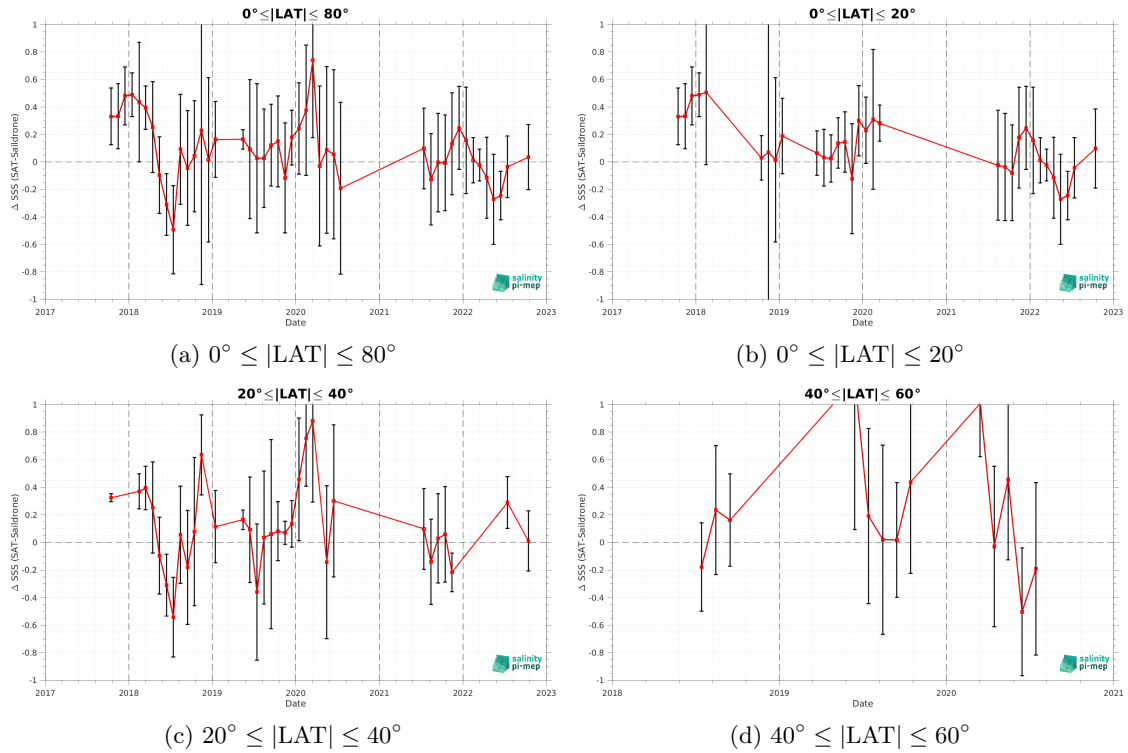 0°≤|LAT|≤ 80°
Δ SSS (SAT-Saildrone)
1
0.8
0.6
0.4
0.2
0
-0.2
-0.4
-0.6
-0.8
-1
2017 2018 2019 2020 2021 2022 2023
Date
salinity
pi-mep
(a) 0° ≤ |LAT| ≤ 80°
0°≤|LAT|≤ 20°
Δ SSS (SAT-Saildrone)
1
0.8
0.6
0.4
0.2
0
-0.2
-0.4
-0.6
-0.8
-1
2017 2018 2019 2020 2021 2022 2023
Date
salinity
pi-mep
(b) 0° ≤ |LAT| ≤ 20°
20°≤|LAT|≤ 40°
Δ SSS (SAT-Saildrone)
1
0.8
0.6
0.4
0.2
0
-0.2
-0.4
-0.6
-0.8
-1
2017 2018 2019 2020 2021 2022 2023
Date
salinity
pi-mep
(c) 20° ≤ |LAT| ≤ 40°
40°≤|LAT|≤ 60°
Δ SSS (SAT-Saildrone)
1
0.8
0.6
0.4
0.2
0
-0.2
-0.4
-0.6
-0.8
-1
2018 2019 2020 2021
Date
salinity
pi-mep
(d) 40° ≤ |LAT| ≤ 60°